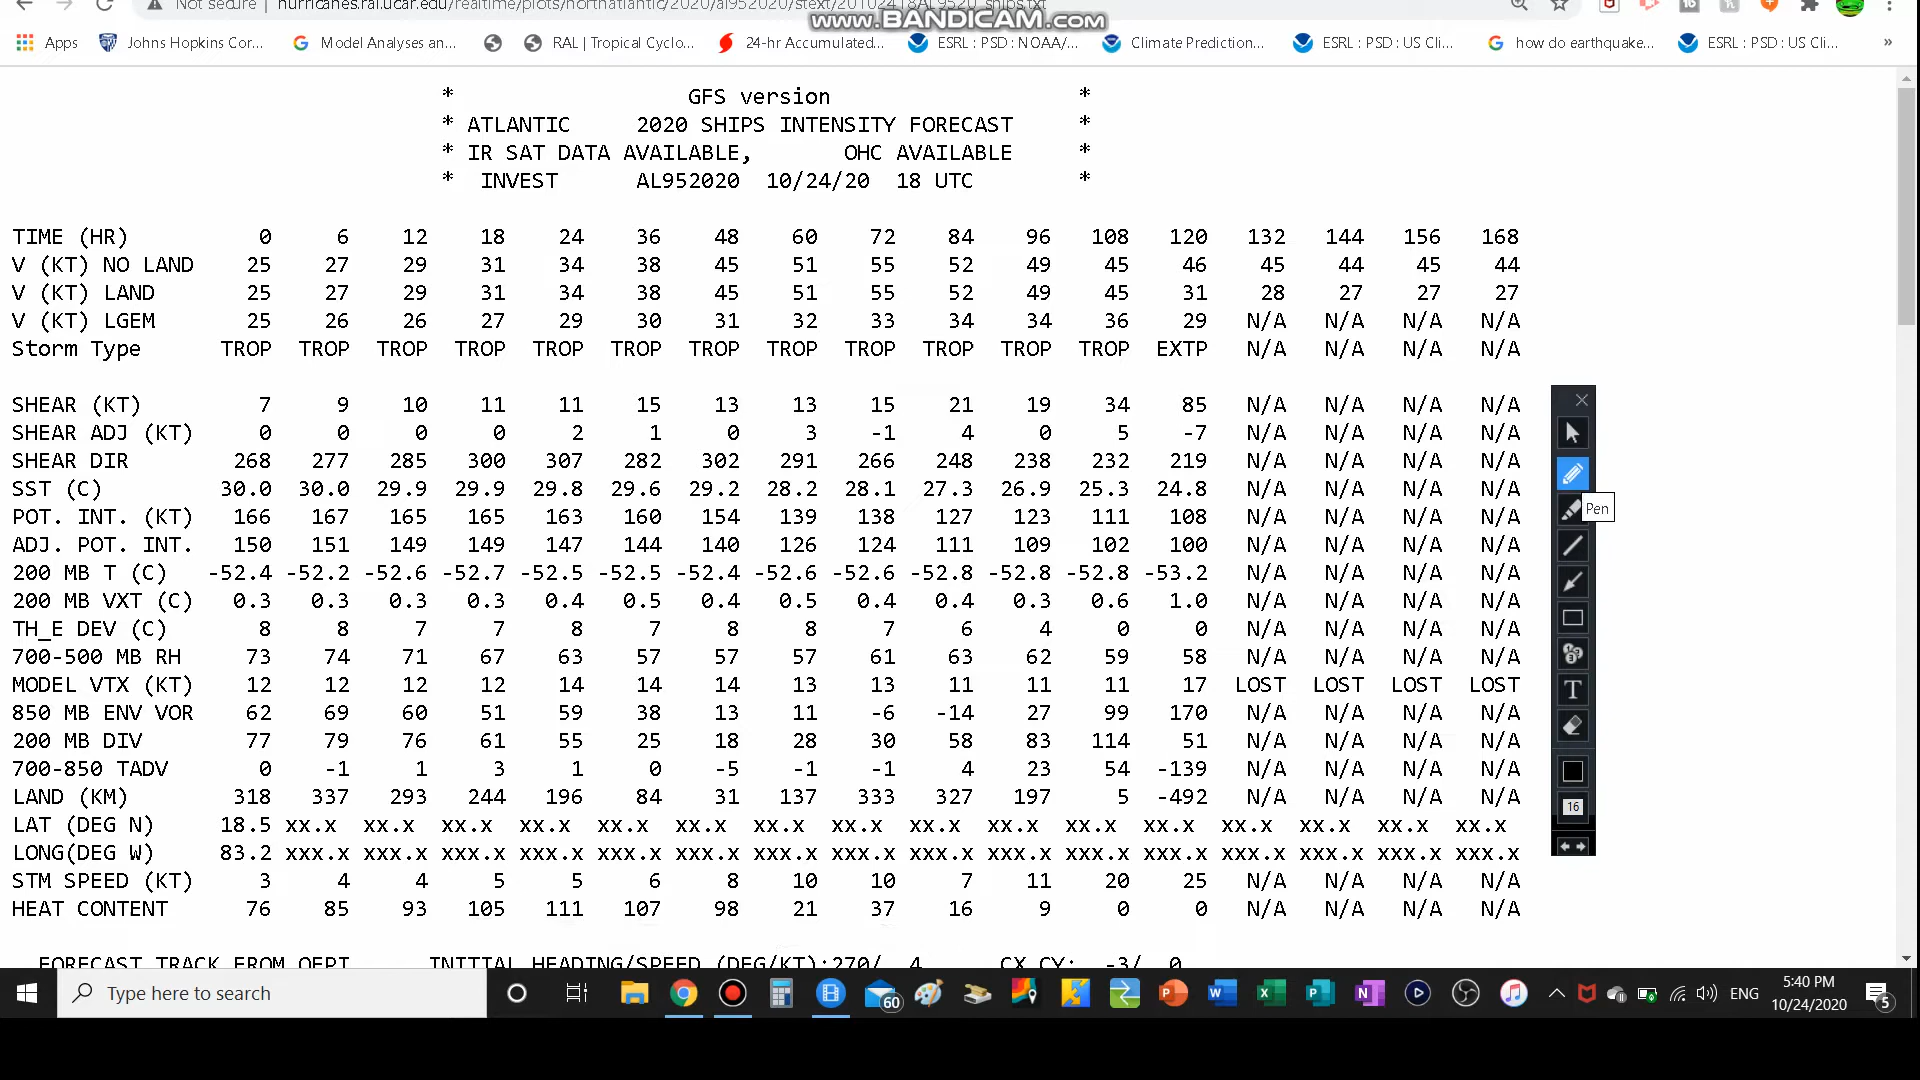 Not secure | hurricanes.ral.ucar.edu/realtime/plots/northatlantic/2020/al952020/stext/20102418AL9520_ships.txt
www.BANDICAM.com
Apps Johns Hopkins Cor... Model Analyses an... RAL | Tropical Cyclo... 24-hr Accumulated... ESRL : PSD : NOAA/... Climate Prediction... ESRL : PSD : US Cli... how do earthquake... ESRL : PSD : US Cli... »
* GFS version *
* ATLANTIC 2020 SHIPS INTENSITY FORECAST *
* IR SAT DATA AVAILABLE, OHC AVAILABLE *
* INVEST AL952020 10/24/20 18 UTC *
TIME (HR) 0 6 12 18 24 36 48 60 72 84 96 108 120 132 144 156 168
V (KT) NO LAND 25 27 29 31 34 38 45 51 55 52 49 45 46 45 44 45 44
V (KT) LAND 25 27 29 31 34 38 45 51 55 52 49 45 31 28 27 27 27
V (KT) LGEM 25 26 26 27 29 30 31 32 33 34 34 36 29 N/A N/A N/A N/A
Storm Type TROP TROP TROP TROP TROP TROP TROP TROP TROP TROP TROP TROP EXTP N/A N/A N/A N/A
SHEAR (KT) 7 9 10 11 11 15 13 13 15 21 19 34 85 N/A N/A N/A N/A
SHEAR ADJ (KT) 0 0 0 0 2 1 0 3 -1 4 0 5 -7 N/A N/A N/A N/A
SHEAR DIR 268 277 285 300 307 282 302 291 266 248 238 232 219 N/A N/A N/A N/A
SST (C) 30.0 30.0 29.9 29.9 29.8 29.6 29.2 28.2 28.1 27.3 26.9 25.3 24.8 N/A N/A N/A N/A
POT. INT. (KT) 166 167 165 165 163 160 154 139 138 127 123 111 108 N/A N/A N/A N/A
Pen
ADJ. POT. INT. 150 151 149 149 147 144 140 126 124 111 109 102 100 N/A N/A N/A N/A
200 MB T (C) -52.4 -52.2 -52.6 -52.7 -52.5 -52.5 -52.4 -52.6 -52.6 -52.8 -52.8 -52.8 -53.2 N/A N/A N/A N/A
200 MB VXT (C) 0.3 0.3 0.3 0.3 0.4 0.5 0.4 0.5 0.4 0.4 0.3 0.6 1.0 N/A N/A N/A N/A
TH_E DEV (C) 8 8 7 7 8 7 8 8 7 6 4 0 0 N/A N/A N/A N/A
700-500 MB RH 73 74 71 67 63 57 57 57 61 63 62 59 58 N/A N/A N/A N/A
MODEL VTX (KT) 12 12 12 12 14 14 14 13 13 11 11 11 17 LOST LOST LOST LOST
T
850 MB ENV VOR 62 69 60 51 59 38 13 11 -6 -14 27 99 170 N/A N/A N/A N/A
200 MB DIV 77 79 76 61 55 25 18 28 30 58 83 114 51 N/A N/A N/A N/A
700-850 TADV 0 -1 1 3 1 0 -5 -1 -1 4 23 54 -139 N/A N/A N/A N/A
LAND (KM) 318 337 293 244 196 84 31 137 333 327 197 5 -492 N/A N/A N/A N/A
16
LAT (DEG N) 18.5 xx.x xx.x xx.x xx.x xx.x xx.x xx.x xx.x xx.x xx.x xx.x xx.x xx.x xx.x xx.x xx.x
LONG(DEG W) 83.2 xxx.x xxx.x xxx.x xxx.x xxx.x xxx.x xxx.x xxx.x xxx.x xxx.x xxx.x xxx.x xxx.x xxx.x xxx.x xxx.x
STM SPEED (KT) 3 4 4 5 5 6 8 10 10 7 11 20 25 N/A N/A N/A N/A
HEAT CONTENT 76 85 93 105 111 107 98 21 37 16 9 0 0 N/A N/A N/A N/A
FORECAST TRACK FROM OFPI INITIAL HEADING/SPEED (DEG/KT):270/ 4 CX,CY: -3/ 0
Type here to search 60 ENG 5:40 PM
10/24/2020 5